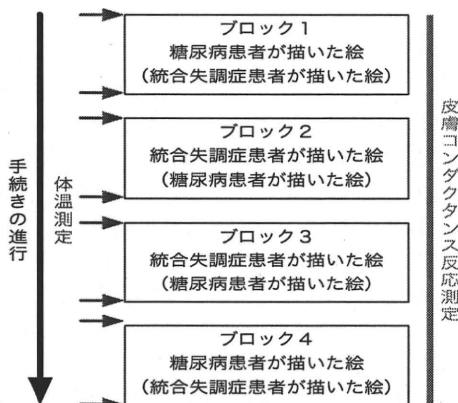 手続きの進行
体温測定
ブロック1
糖尿病患者が描いた絵
(統合失調症患者が描いた絵)
ブロック2
統合失調症患者が描いた絵
(糖尿病患者が描いた絵)
ブロック3
統合失調症患者が描いた絵
(糖尿病患者が描いた絵)
ブロック4
糖尿病患者が描いた絵
(統合失調症患者が描いた絵)
皮膚コンダクタンス反応測定